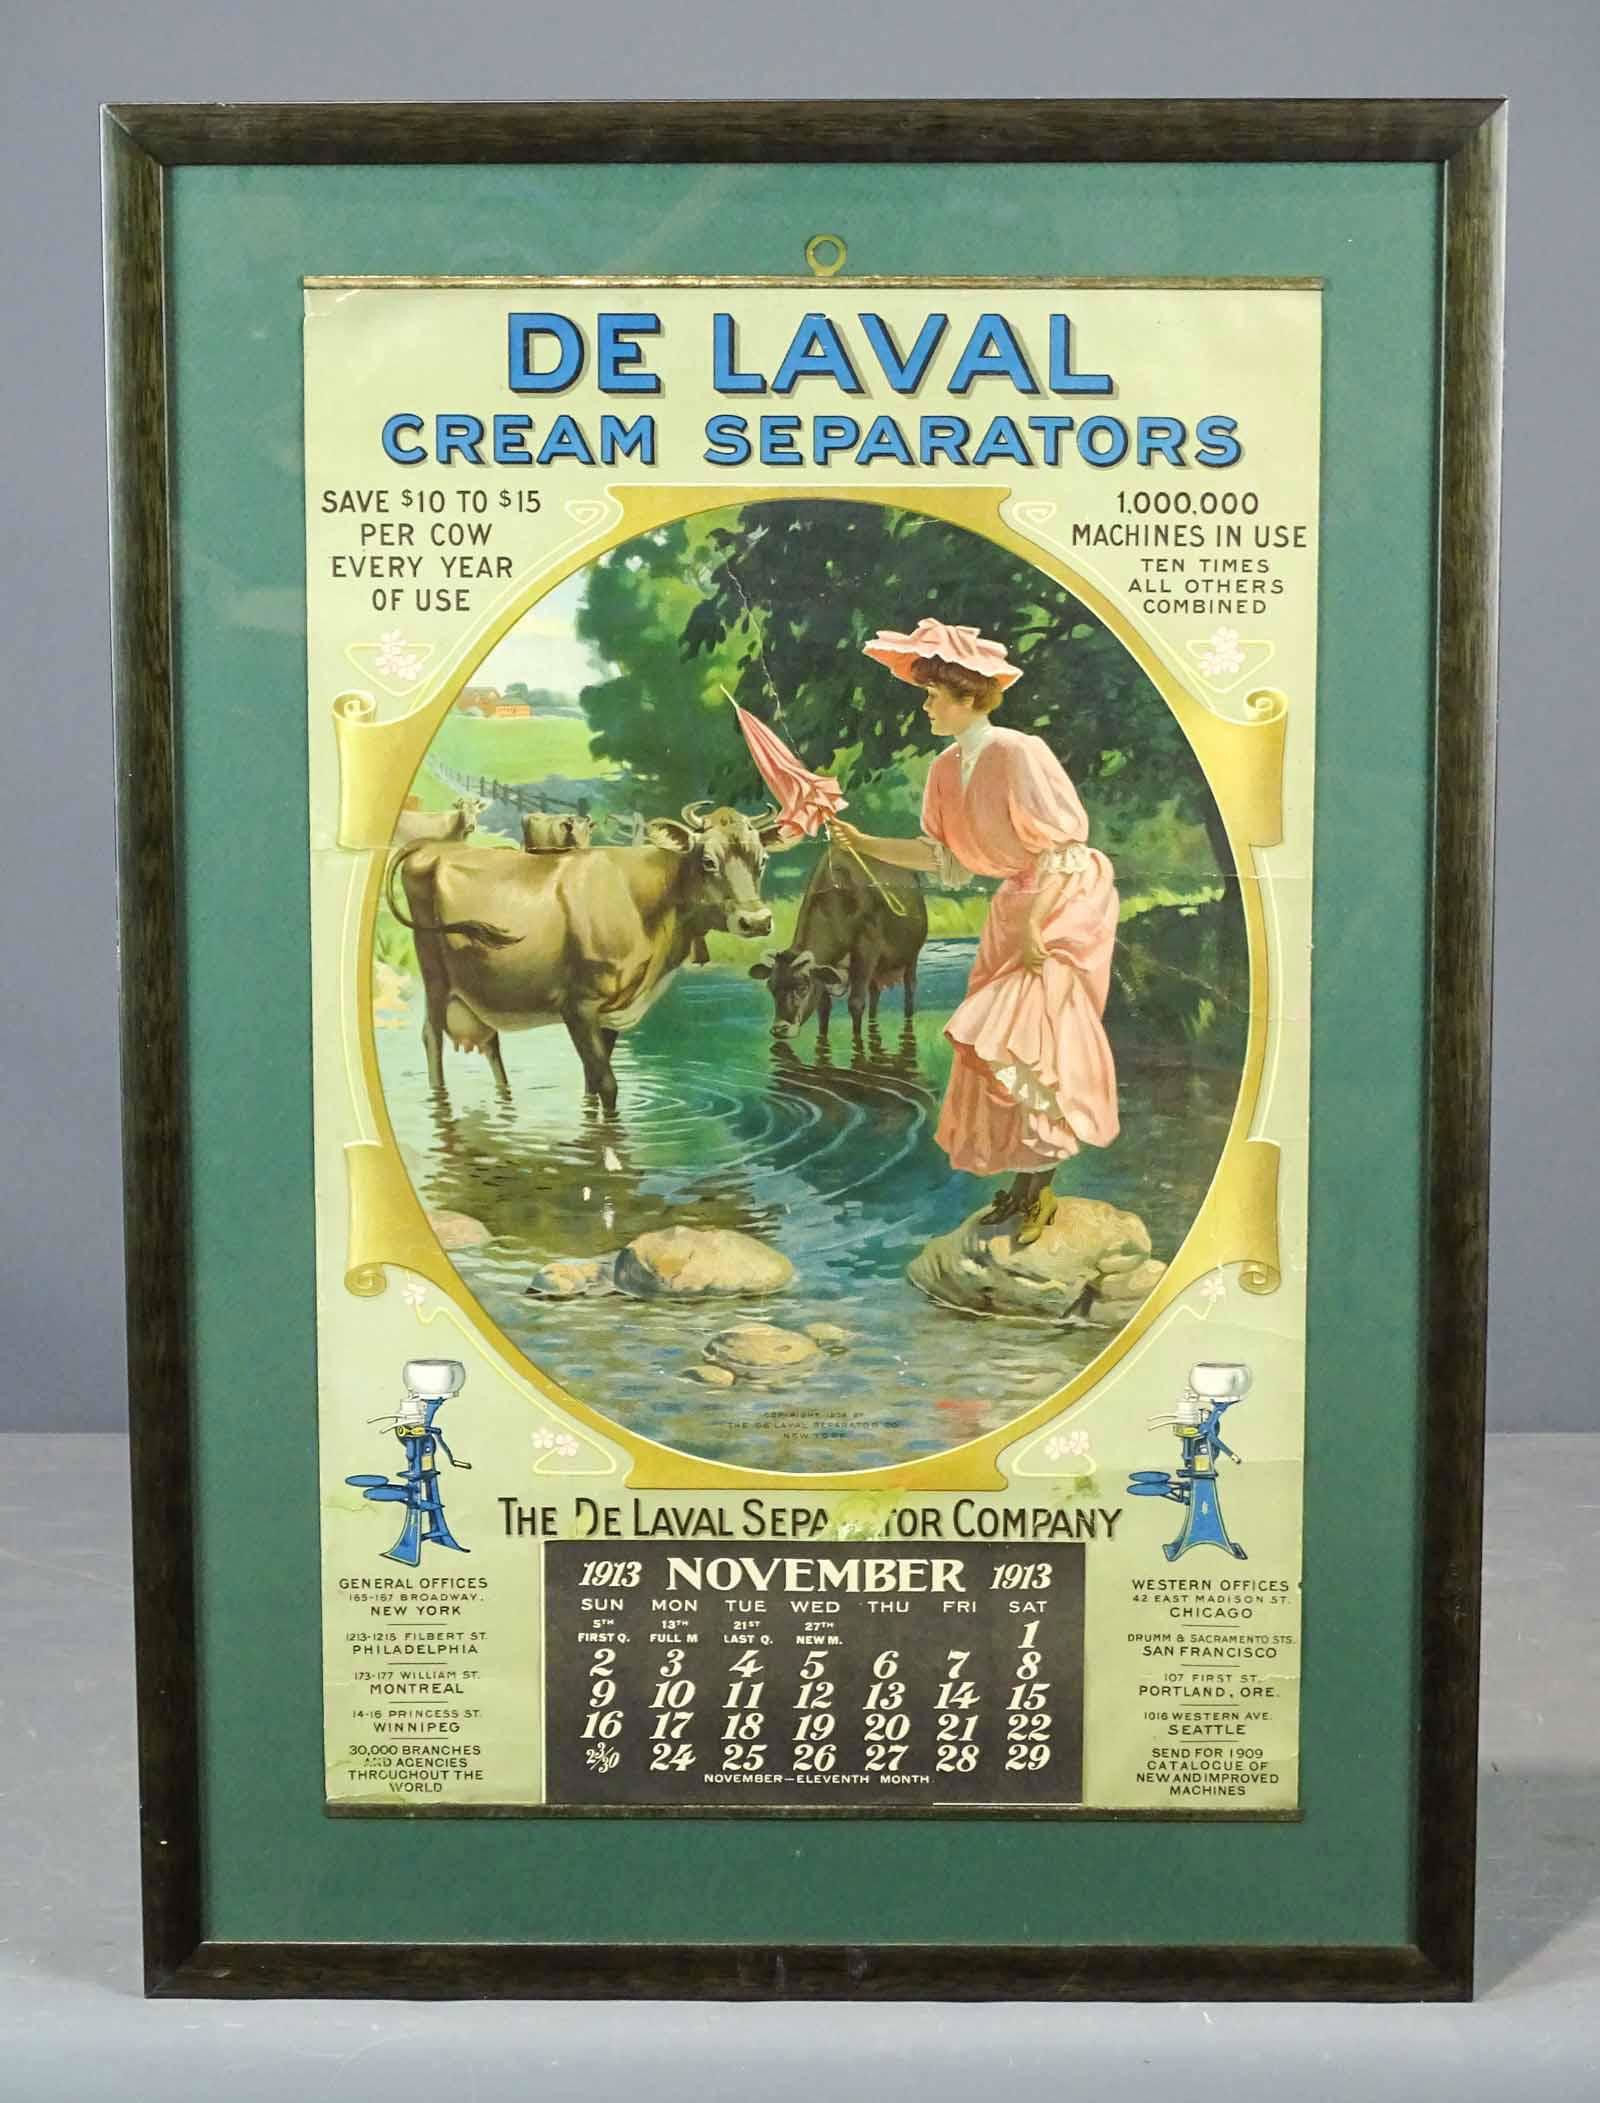 DE LAVAL
CREAM SEPARATORS
SAVE $10 TO $15
PER COW
EVERY YEAR
OF USE
1,000,000
MACHINES IN USE
TEN TIMES
ALL OTHERS
COMBINED
COPYRIGHT BY
THE DE LAVAL SEPARATOR CO.
NEW YORK
THE DE LAVAL SEPA TOR COMPANY
GENERAL OFFICES
165-167 BROADWAY.
NEW YORK
1213-1215 FILBERT ST.
PHILADELPHIA
173-177 WILLIAM ST.
MONTREAL
14-16 PRINCESS ST.
WINNIPEG
30,000 BRANCHES
AND AGENCIES
THROUGHOUT THE
WORLD
1913 NOVEMBER 1913
SUN MON TUE WED THU FRI SAT
5TH 13TH 21ST 27TH
FIRST Q. FULL M LAST Q. NEW M. 1
2 3 4 5 6 7 8
9 10 11 12 13 14 15
16 17 18 19 20 21 22
23/30 24 25 26 27 28 29
NOVEMBER—ELEVENTH MONTH
WESTERN OFFICES
42 EAST MADISON ST.
CHICAGO
DRUMM & SACRAMENTO STS.
SAN FRANCISCO
107 FIRST ST.
PORTLAND, ORE.
1016 WESTERN AVE.
SEATTLE
SEND FOR 1909
CATALOGUE OF
NEW AND IMPROVED
MACHINES